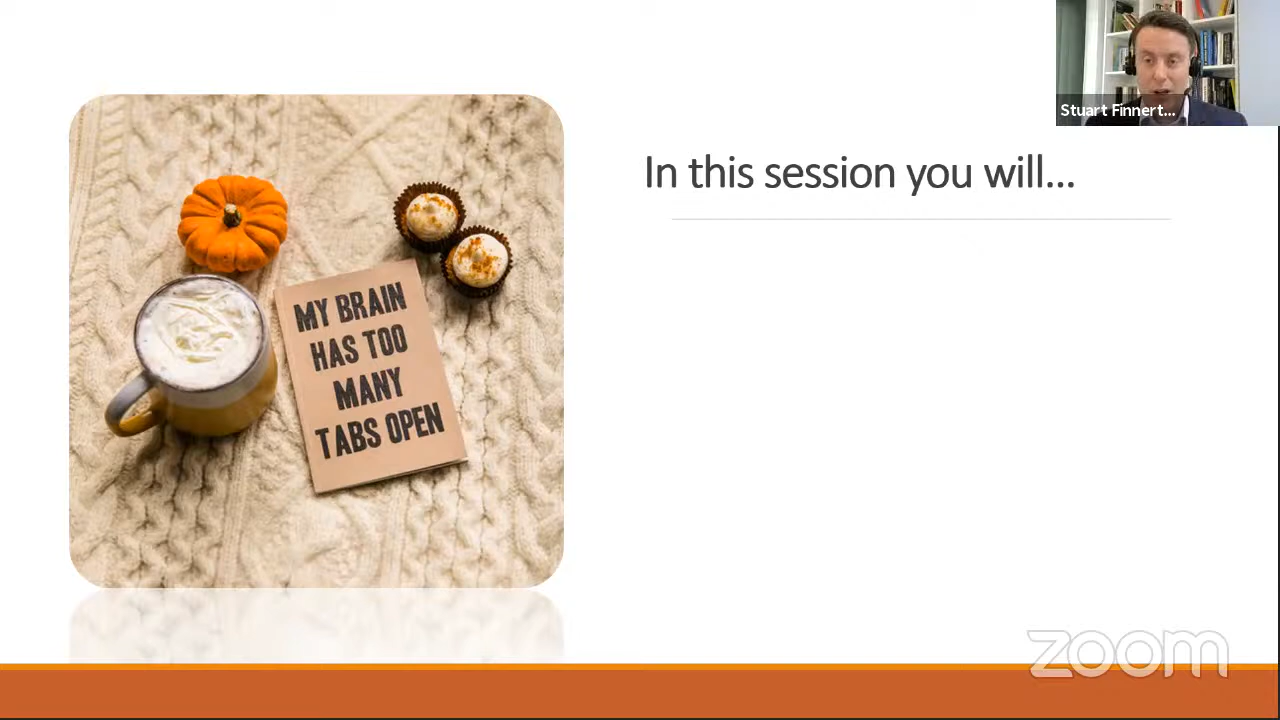 Stuart Finnert...
In this session you will...
MY BRAIN
HAS TOO
MANY
TABS OPEN
zoom